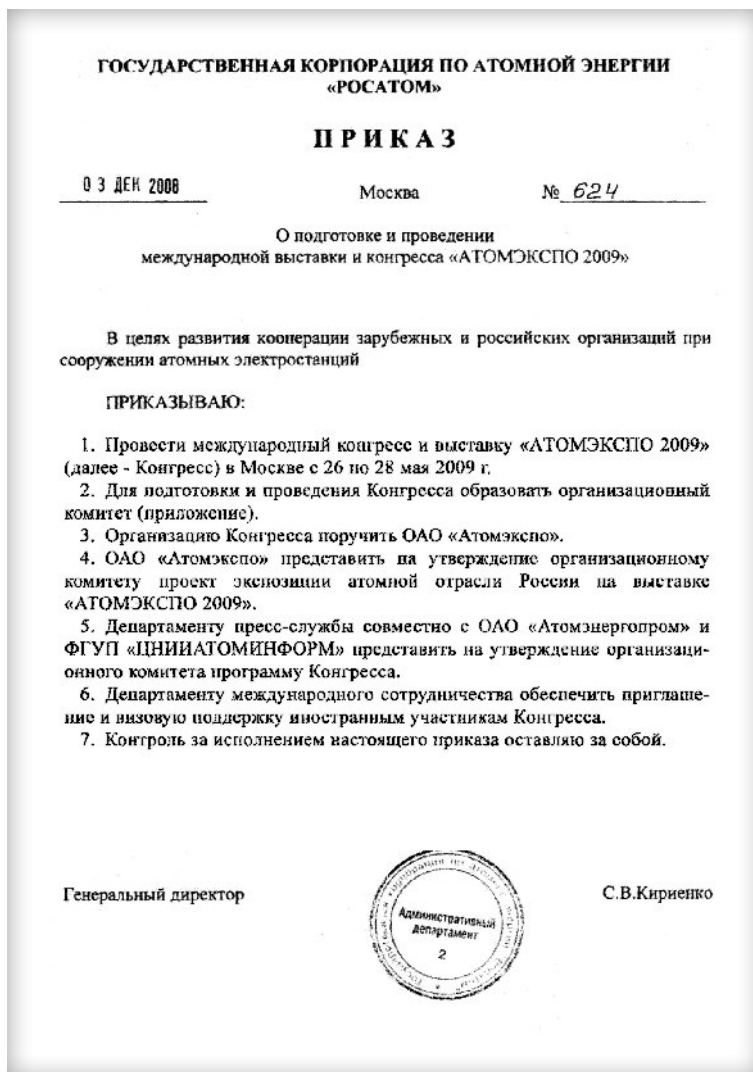 ГОСУДАРСТВЕННАЯ КОРПОРАЦИЯ ПО АТОМНОЙ ЭНЕРГИИ
«РОСАТОМ»
ПРИКАЗ
03 ДЕК 2008
Москва
№ 624
О подготовке и проведении
международной выставки и конгресса «АТОМЭКСПО 2009»
В целях развития кооперации зарубежных и российских организаций при
сооружении атомных электростанций
ПРИКАЗЫВАЮ:
1. Провести международный конгресс и выставку «АТОМЭКСПО 2009»
(далее - Конгресс) в Москве с 26 по 28 мая 2009 г.
2. Для подготовки и проведения Конгресса образовать организационный
комитет (приложение).
3. Организацию Конгресса поручить ОАО «Атомэкспо».
4. ОАО «Атомэкспо» представить на утверждение организационному
комитету проект экспозиции атомной отрасли России на выставке
«АТОМЭКСПО 2009».
5. Департаменту пресс-службы совместно с ОАО «Атомэнергопром» и
ФГУП «ЦНИИАТОМИНФОРМ» представить на утверждение организаци-
онного комитета программу Конгресса.
6. Департаменту международного сотрудничества обеспечить приглаше-
ние и визовую поддержку иностранным участникам Конгресса.
7. Контроль за исполнением настоящего приказа оставляю за собой.
Генеральный директор
С.В.Кириенко
Административный
департамент
2